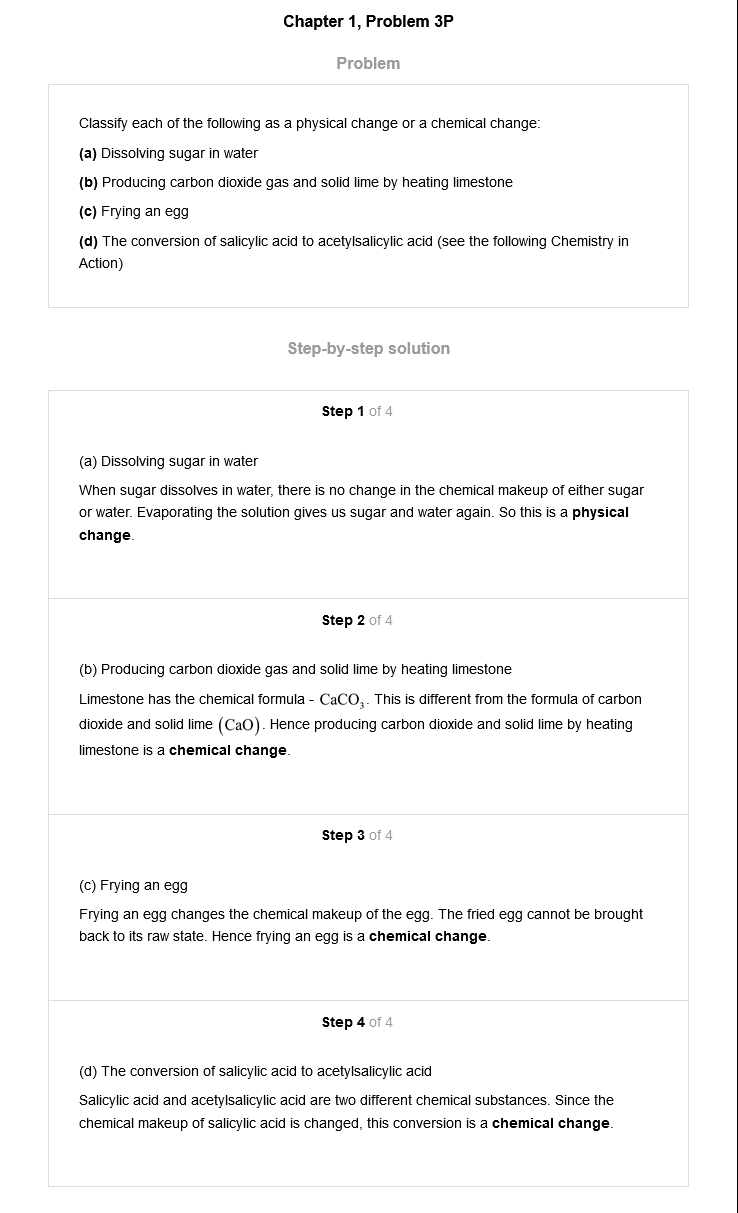 Chapter 1, Problem 3P
Problem
Classify each of the following as a physical change or a chemical change:
(a) Dissolving sugar in water
(b) Producing carbon dioxide gas and solid lime by heating limestone
(c) Frying an egg
(d) The conversion of salicylic acid to acetylsalicylic acid (see the following Chemistry in
Action)
Step-by-step solution
Step 1 of 4
(a) Dissolving sugar in water
When sugar dissolves in water, there is no change in the chemical makeup of either sugar
or water. Evaporating the solution gives us sugar and water again. So this is a physical
change.
Step 2 of 4
(b) Producing carbon dioxide gas and solid lime by heating limestone
Limestone has the chemical formula - CaCO₃. This is different from the formula of carbon
dioxide and solid lime (CaO). Hence producing carbon dioxide and solid lime by heating
limestone is a chemical change.
Step 3 of 4
(c) Frying an egg
Frying an egg changes the chemical makeup of the egg. The fried egg cannot be brought
back to its raw state. Hence frying an egg is a chemical change.
Step 4 of 4
(d) The conversion of salicylic acid to acetylsalicylic acid
Salicylic acid and acetylsalicylic acid are two different chemical substances. Since the
chemical makeup of salicylic acid is changed, this conversion is a chemical change.